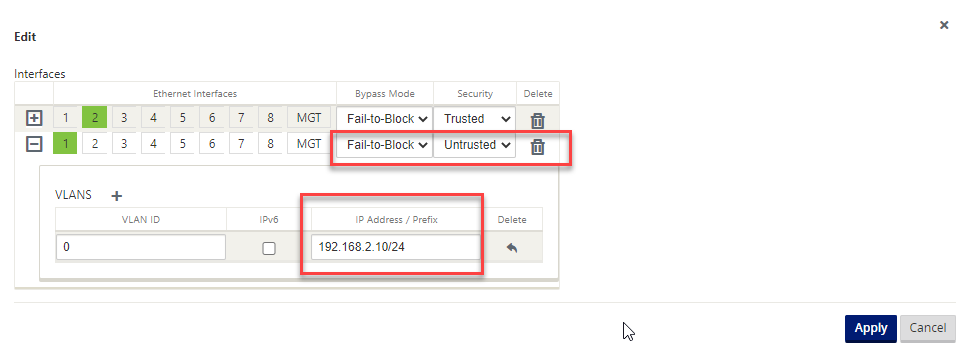 Edit
Interfaces
Ethernet Interfaces Bypass Mode Security Delete
1 2 3 4 5 6 7 8 MGT Fail-to-Block Trusted
1 2 3 4 5 6 7 8 MGT Fail-to-Block Untrusted
VLANS
VLAN ID IPv6 IP Address / Prefix Delete
0 192.168.2.10/24
Apply Cancel